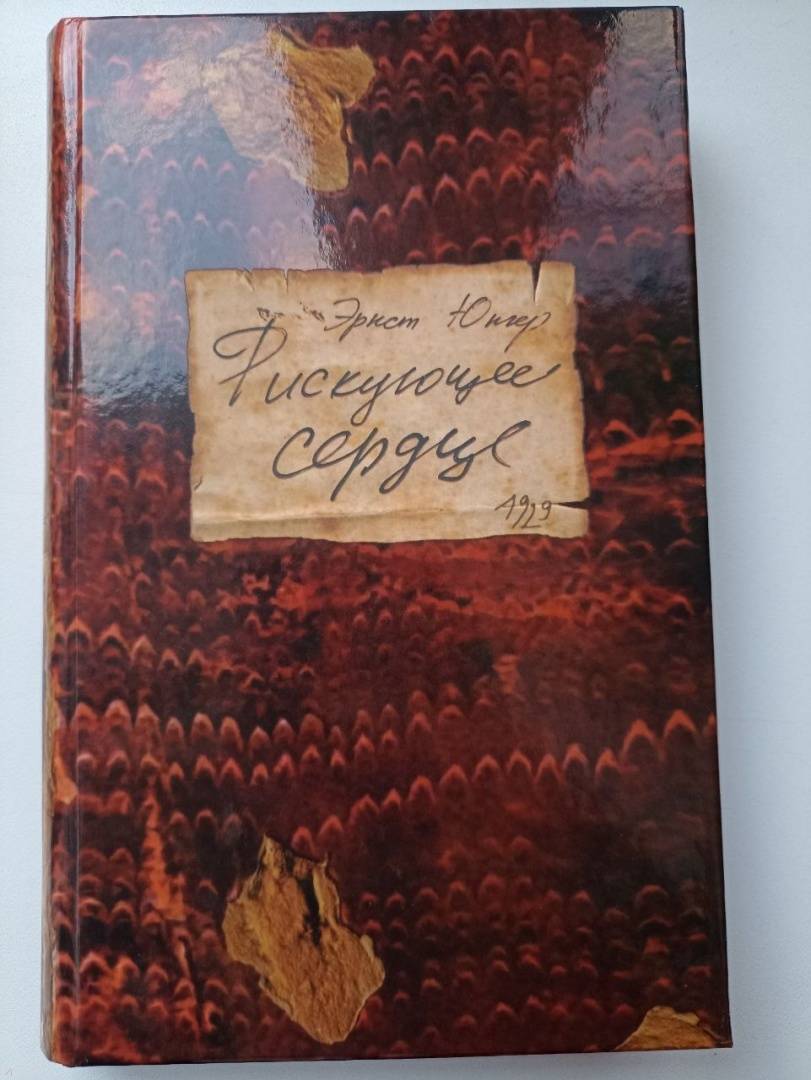 Эрнст Юнгер
Рискующее
сердце
1929